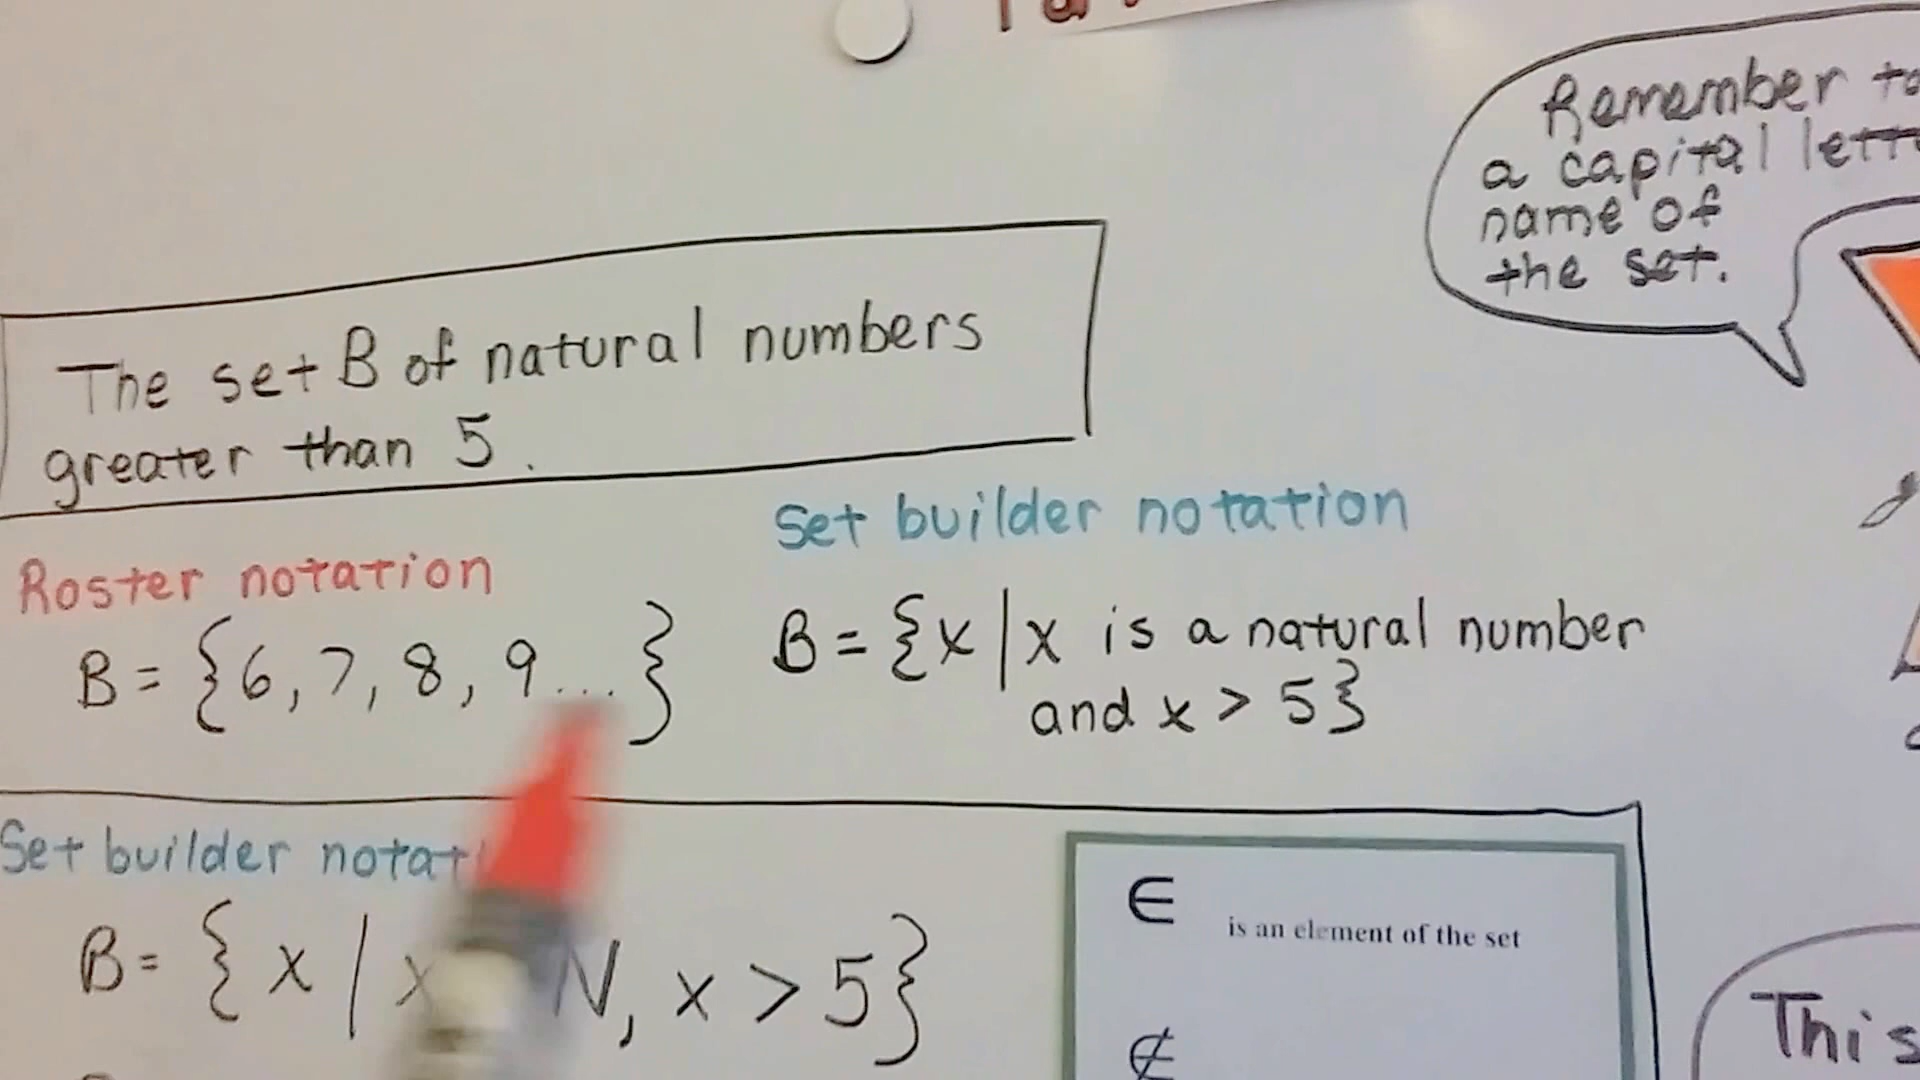 Remember to
a capital
name of
the set.
The set B of natural numbers
greater than 5.
Set builder notation
Roster notation
B = {6, 7, 8, 9...}
B = {x | x is a natural number
and x > 5}
Set builder
B = { x | x N, x > 5}
∈ is an element of the set
∉
This